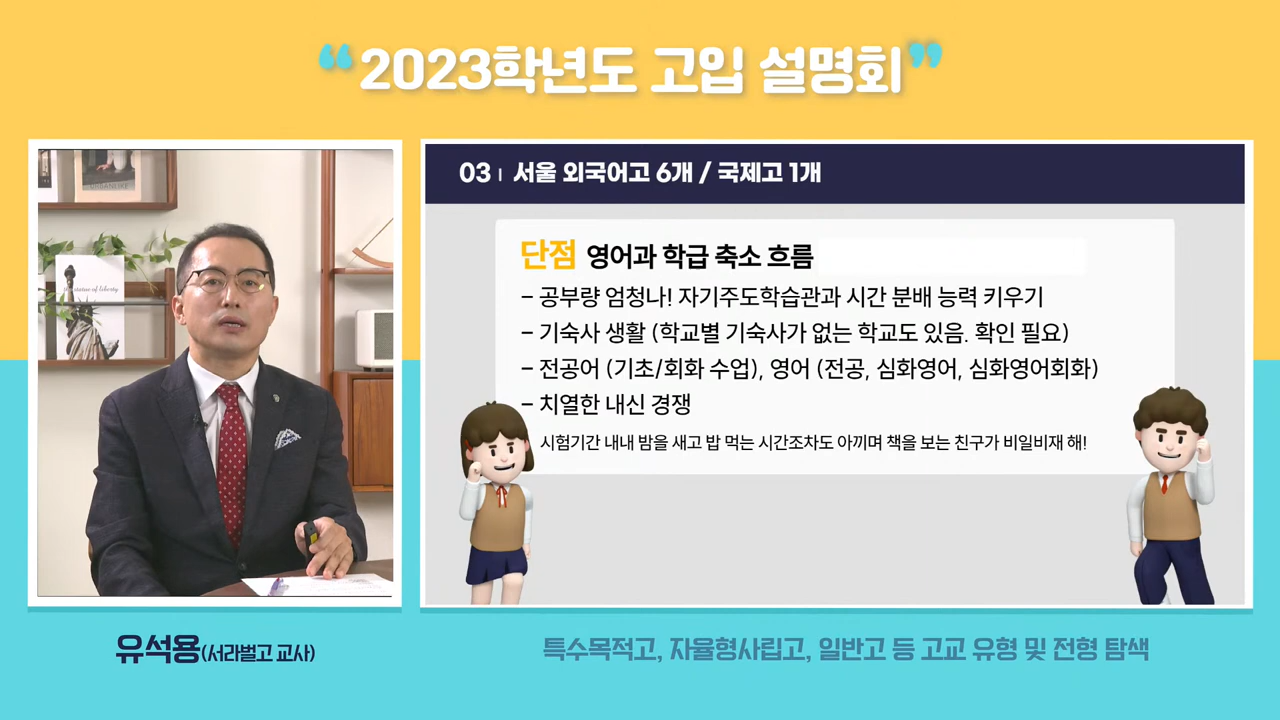 “2023학년도 고입 설명회”
03 | 서울 외국어고 6개 / 국제고 1개
단점 영어과 학급 축소 흐름
- 공부량 엄청나! 자기주도학습관과 시간 분배 능력 키우기
- 기숙사 생활 (학교별 기숙사가 없는 학교도 있음. 확인 필요)
- 전공어 (기초/회화 수업), 영어 (전공, 심화영어, 심화영어회화)
- 치열한 내신 경쟁
시험기간 내내 밤을 새고 밥 먹는 시간조차도 아끼며 책을 보는 친구가 비일비재 해!
유석용(서라벌고 교사)
특수목적고, 자율형사립고, 일반고 등 고교 유형 및 전형 탐색